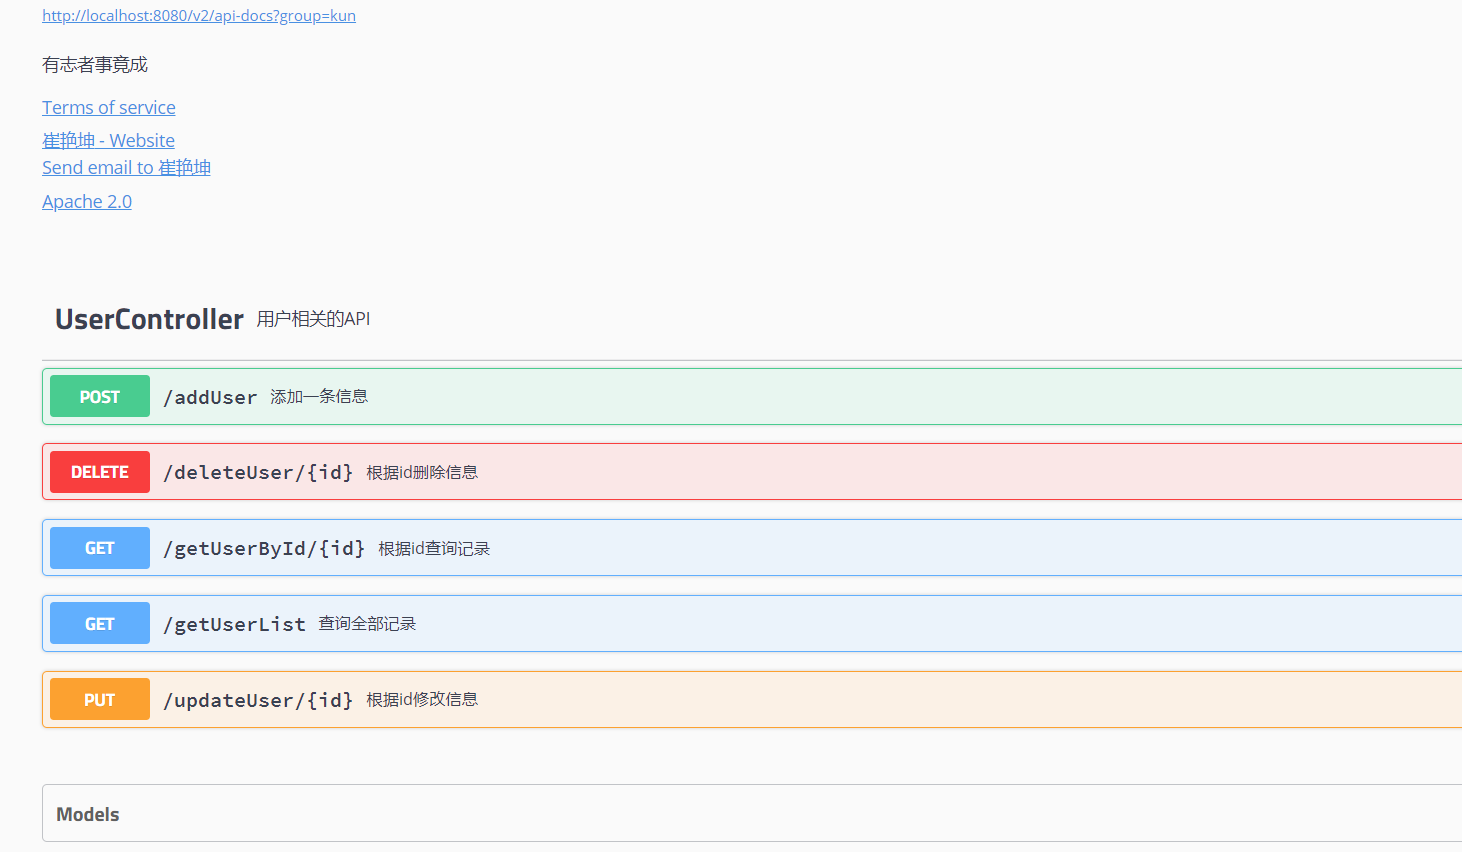 http://localhost:8080/v2/api-docs?group=kun
有志者事竟成
Terms of service
崔艳坤 - Website
Send email to 崔艳坤
Apache 2.0
UserController 用户相关的API
POST /addUser 添加一条信息
DELETE /deleteUser/{id} 根据id删除信息
GET /getUserById/{id} 根据id查询记录
GET /getUserList 查询全部记录
PUT /updateUser/{id} 根据id修改信息
Models